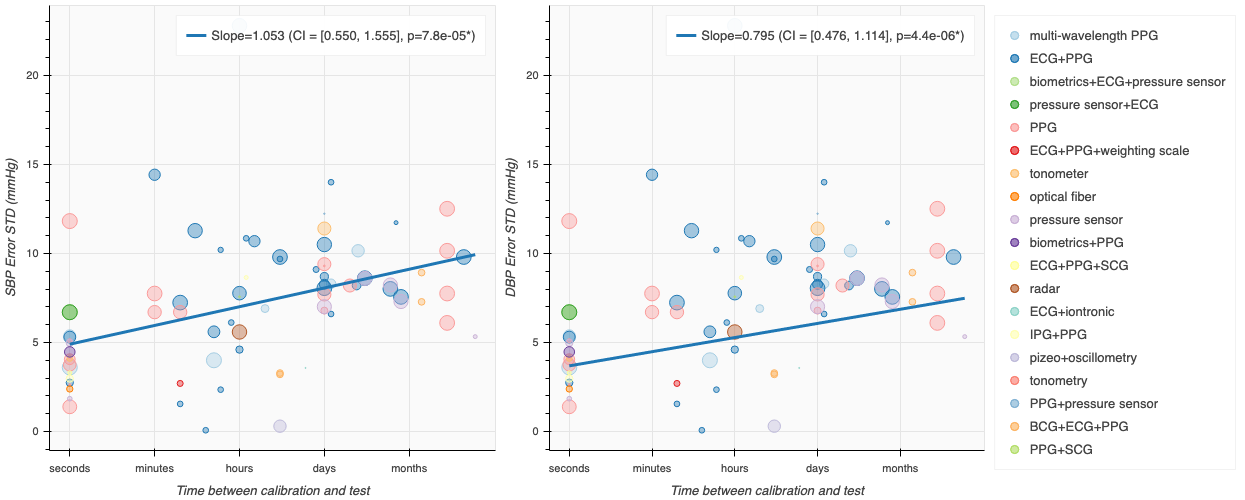 Slope=1.053 (CI = [0.550, 1.555], p=7.8e-05*)
20
15
10
5
0
SBP Error STD (mmHg)
seconds
minutes
hours
days
months
Time between calibration and test
Slope=0.795 (CI = [0.476, 1.114], p=4.4e-06*)
20
15
10
5
0
DBP Error STD (mmHg)
seconds
minutes
hours
days
months
Time between calibration and test
multi-wavelength PPG
ECG+PPG
biometrics+ECG+pressure sensor
pressure sensor+ECG
PPG
ECG+PPG+weighting scale
tonometer
optical fiber
pressure sensor
biometrics+PPG
ECG+PPG+SCG
radar
ECG+iontronic
IPG+PPG
pizeo+oscillometry
tonometry
PPG+pressure sensor
BCG+ECG+PPG
PPG+SCG